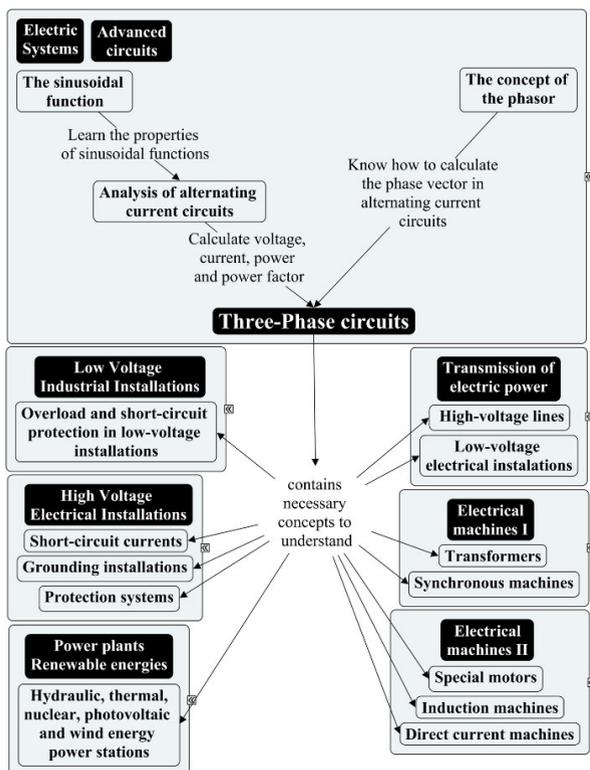 Electric
Systems
Advanced
circuits
The sinusoidal
function
The concept of
the phasor
Learn the properties
of sinusoidal functions
Know how to calculate
the phase vector in
alternating current
circuits
Analysis of alternating
current circuits
Calculate voltage,
current, power
and power factor
Three-Phase circuits
Low Voltage
Industrial Installations
Overload and short-circuit
protection in low-voltage
installations
Transmission of
electric power
High-voltage lines
Low-voltage
electrical instalations
contains
necessary
concepts to
understand
High Voltage
Electrical Installations
Short-circuit currents
Grounding installations
Protection systems
Electrical
machines I
Transformers
Synchronous machines
Power plants
Renewable energies
Hydraulic, thermal,
nuclear, photovoltaic
and wind energy
power stations
Electrical
machines II
Special motors
Induction machines
Direct current machines